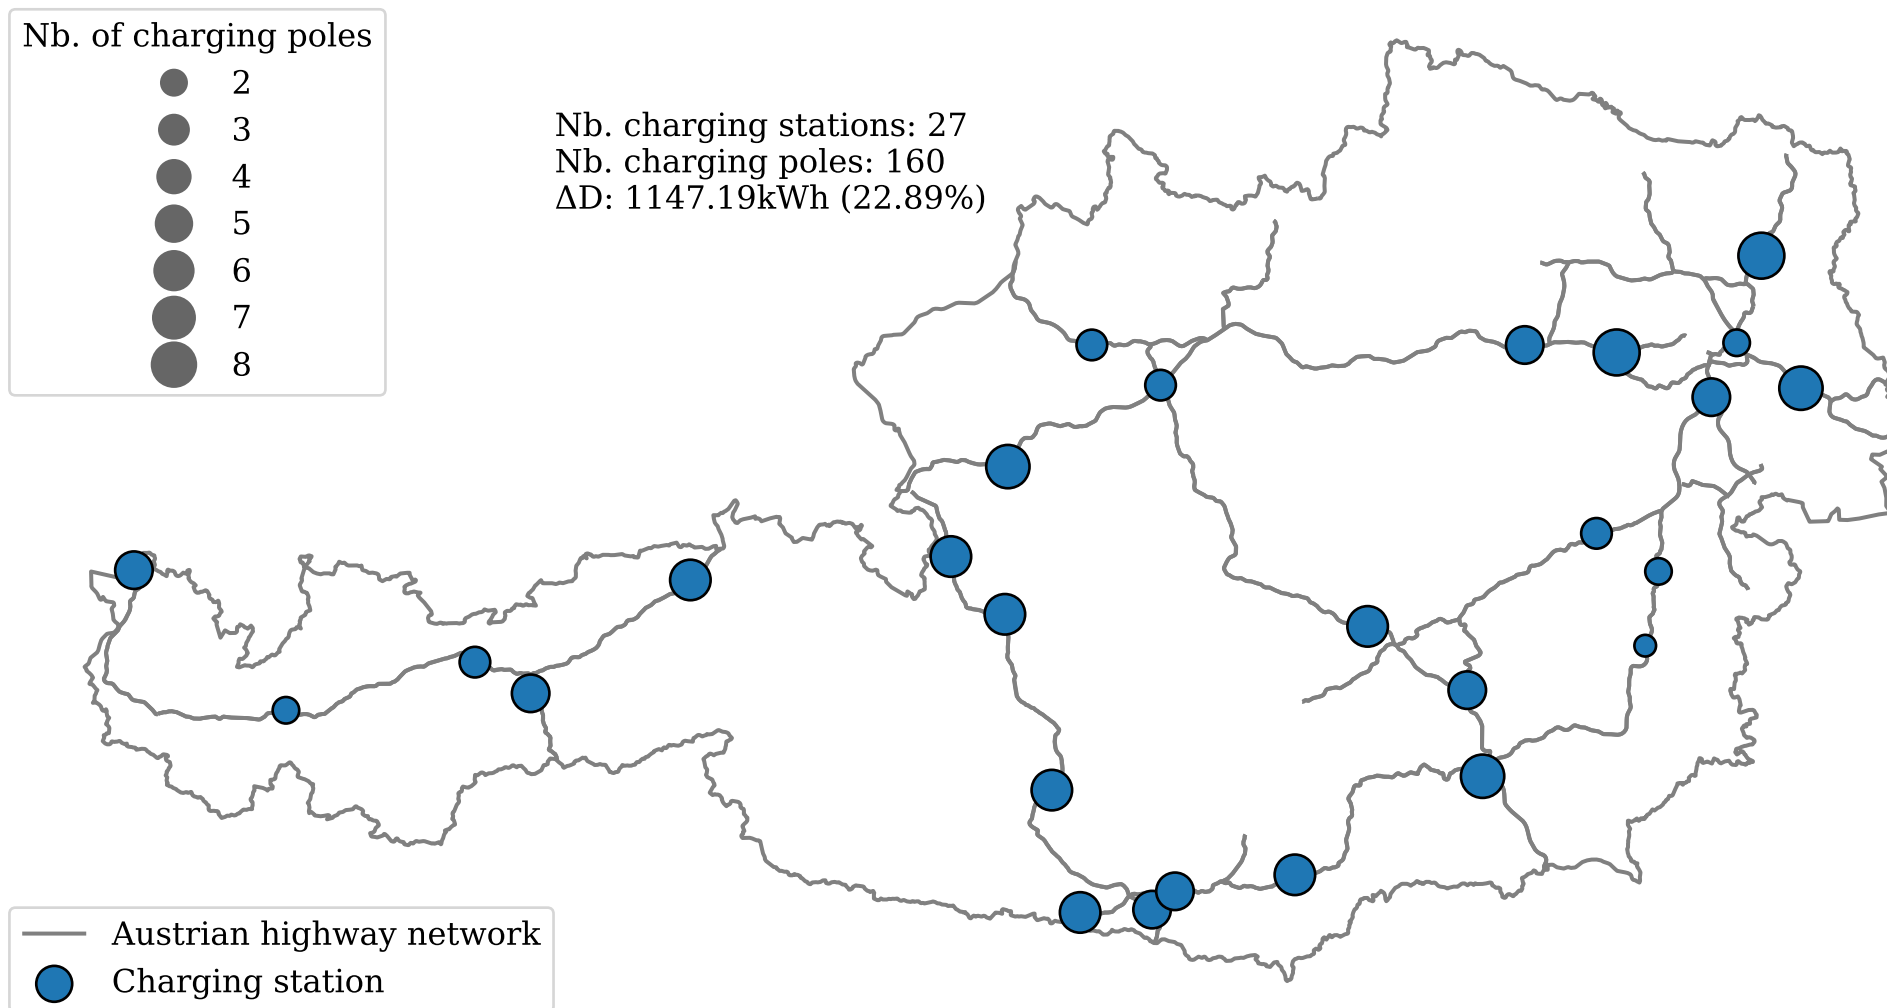 Nb. of charging poles
2
3
4
5
6
7
8
Nb. charging stations: 27
Nb. charging poles: 160
ΔD: 1147.19kWh (22.89%)
Austrian highway network
Charging station